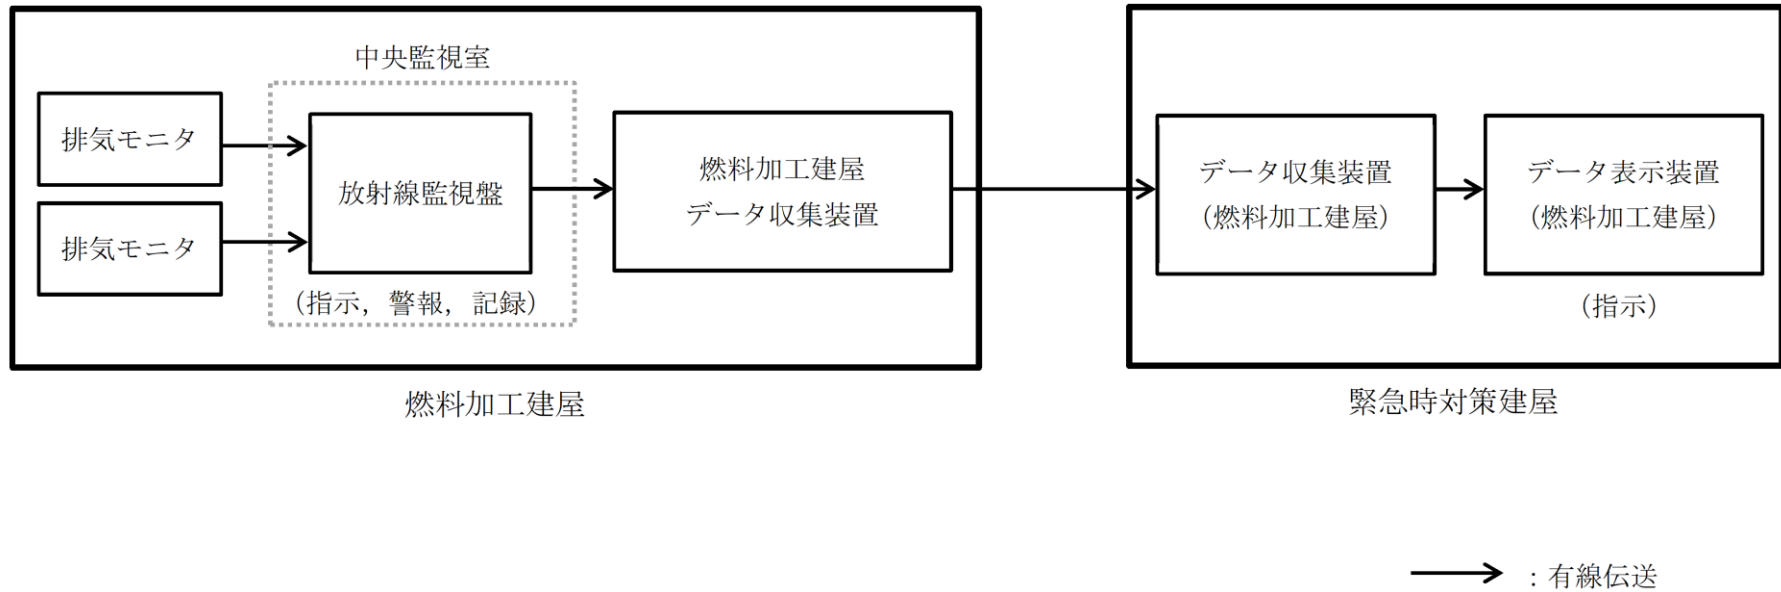 中央監視室
排気モニタ
排気モニタ
放射線監視盤
(指示，警報，記録)
燃料加工建屋
データ収集装置
燃料加工建屋
データ収集装置
(燃料加工建屋)
データ表示装置
(燃料加工建屋)
(指示)
緊急時対策建屋
：有線伝送